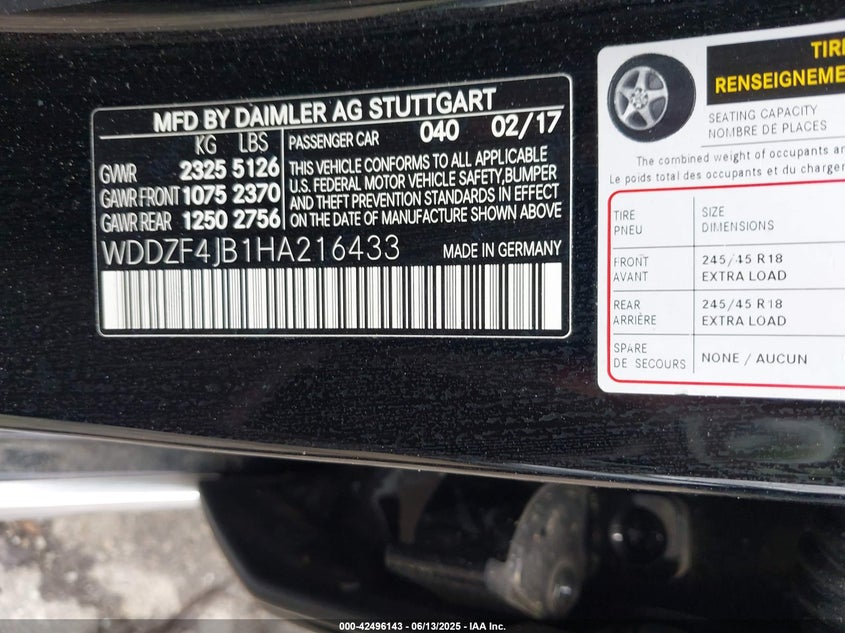 MFD BY DAIMLER AG STUTTGART
KG LBS
GVWR 2325 5126
GAWR FRONT 1075 2370
GAWR REAR 1250 2756
PASSENGER CAR 040 02/17
THIS VEHICLE CONFORMS TO ALL APPLICABLE
U.S. FEDERAL MOTOR VEHICLE SAFETY, BUMPER
AND THEFT PREVENTION STANDARDS IN EFFECT
ON THE DATE OF MANUFACTURE SHOWN ABOVE
WDDZF4JB1HA216433 MADE IN GERMANY
TIRE
SEATING CAPACITY
NOMBRE DE PLACES
The combined weight of occupants
Le poids total des occupants et du
TIRE SIZE
PNEU DIMENSIONS
FRONT 245/45 R18
AVANT EXTRA LOAD
REAR 245/45 R18
ARRIÈRE EXTRA LOAD
SPARE
DE SECOURS NONE / AUCUN
000-42496143 - 06/13/2025 - IAA Inc.